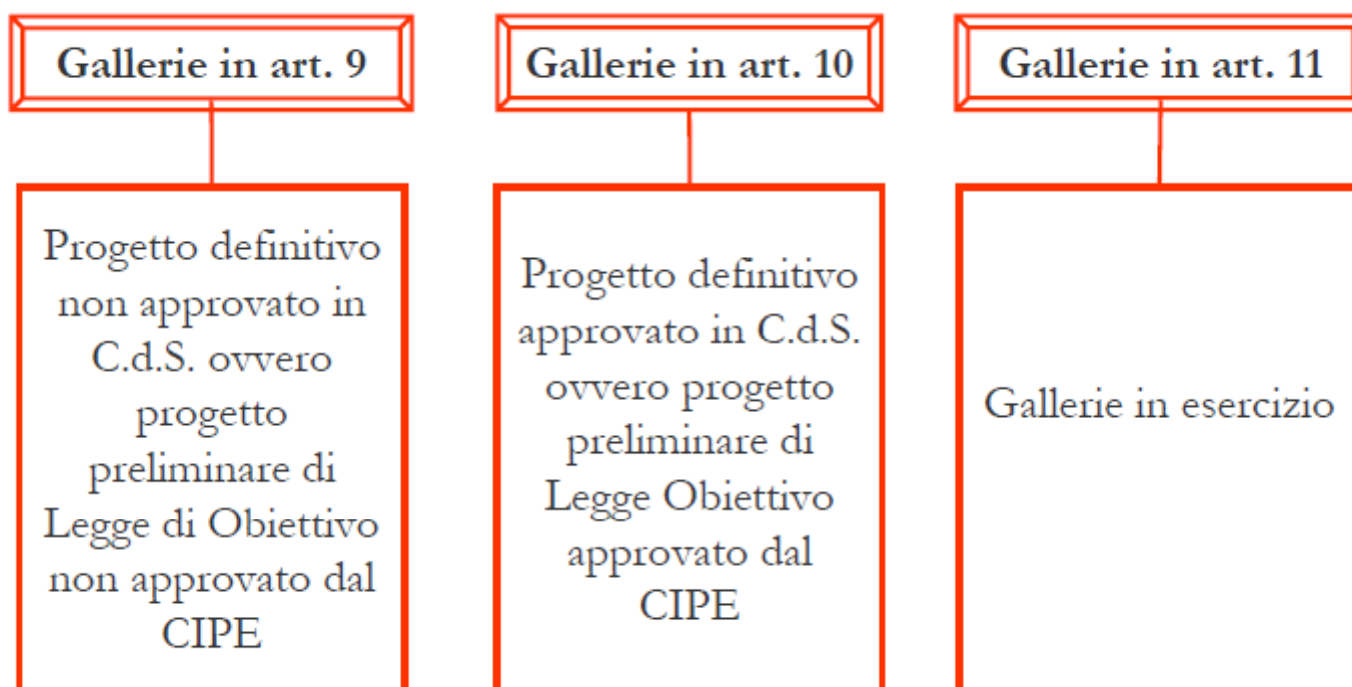 Gallerie in art. 9
Progetto definitivo
non approvato in
C.d.S. ovvero
progetto
preliminare di
Legge di Obiettivo
non approvato dal
CIPE
Gallerie in art. 10
Progetto definitivo
approvato in C.d.S.
ovvero progetto
preliminare di
Legge Obiettivo
approvato dal
CIPE
Gallerie in art. 11
Gallerie in esercizio